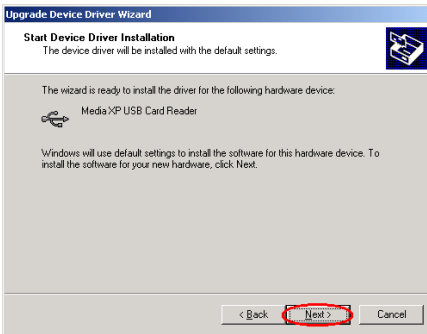 Upgrade Device Driver Wizard
Start Device Driver Installation
The device driver will be installed with the default settings.
The wizard is ready to install the driver for the following hardware device:
Media XP USB Card Reader
Windows will use default settings to install the software for this hardware device. To
install the software for your new hardware, click Next.
< Back
Next >
Cancel